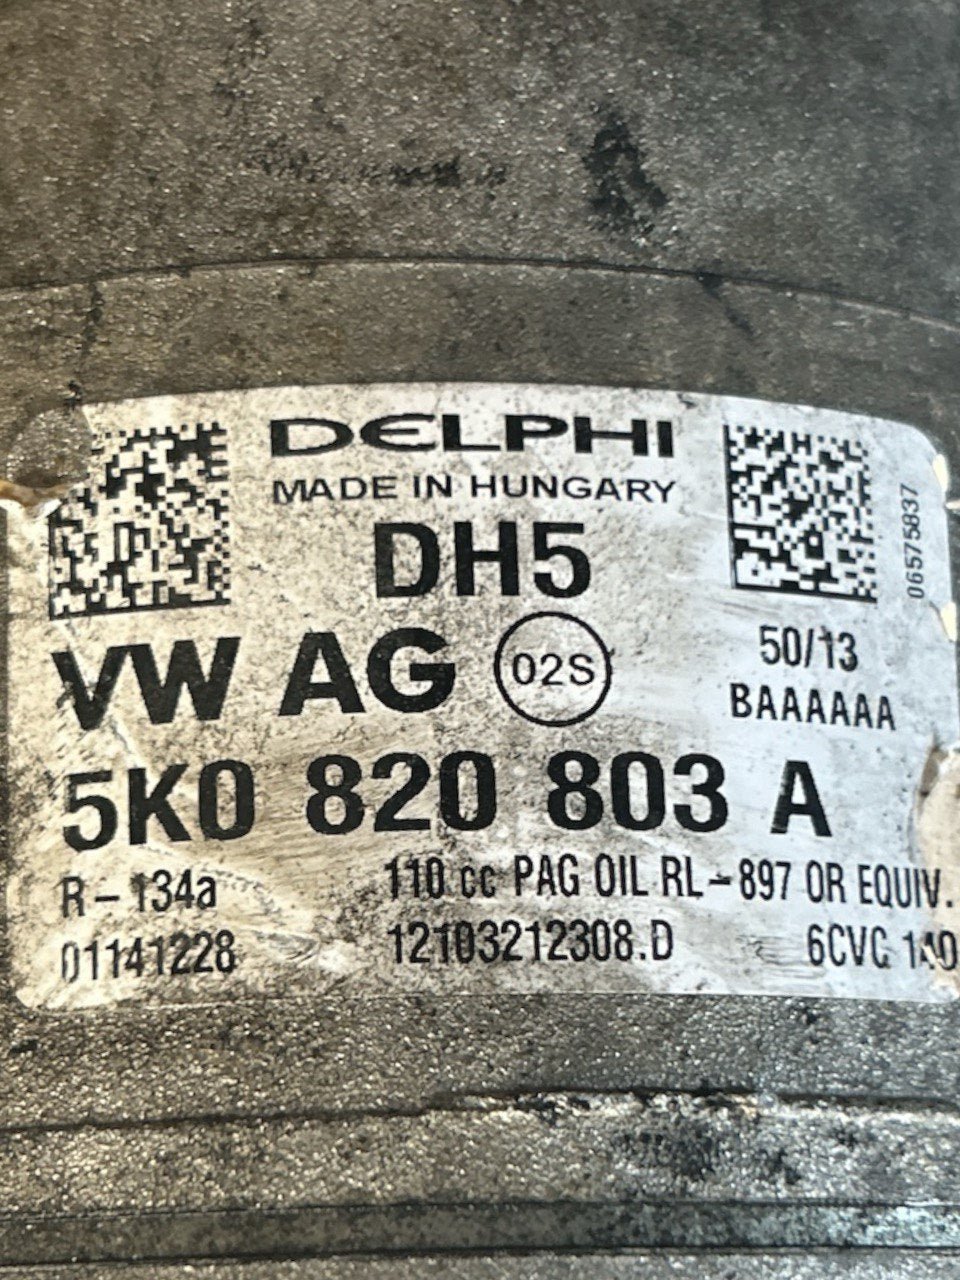 DELPHI
MADE IN HUNGARY
DH5
06575837
VW AG 02S
50/13
BAAAAAA
5K0 820 803 A
R-134a 110 cc PAG OIL RL-897 OR EQUIV.
01141228 12103212308.D 6CVC 140